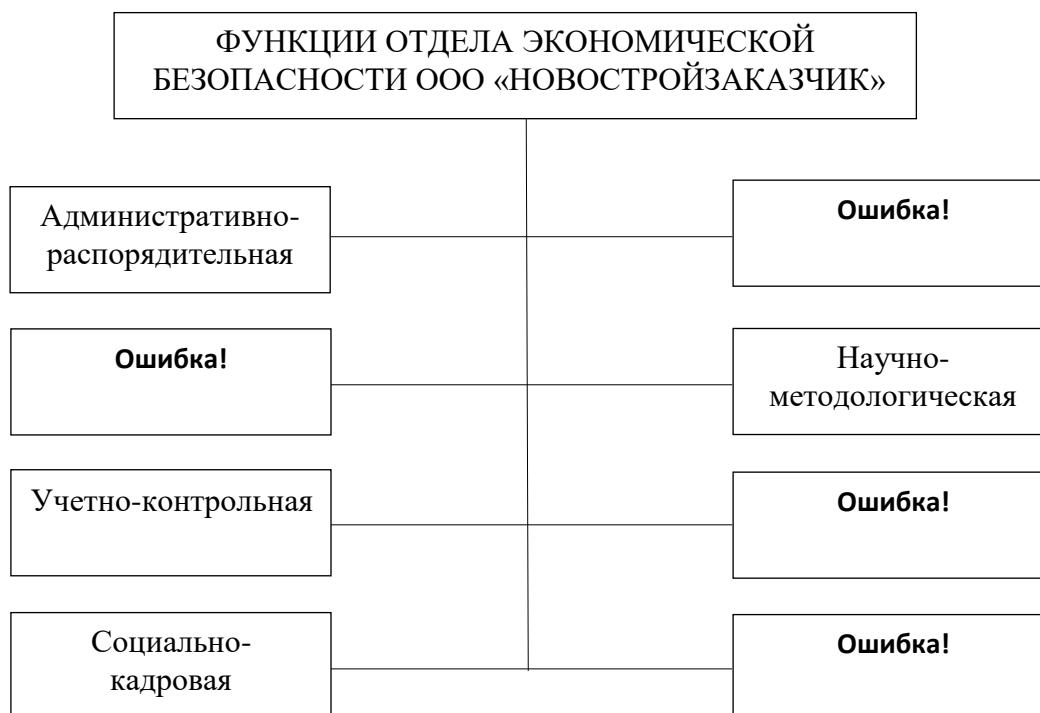 ФУНКЦИИ ОТДЕЛА ЭКОНОМИЧЕСКОЙ
БЕЗОПАСНОСТИ ООО «НОВОСТРОЙЗАКАЗЧИК»
Административно-
распорядительная
Ошибка!
Ошибка!
Научно-
методологическая
Учетно-контрольная
Ошибка!
Социально-
кадровая
Ошибка!